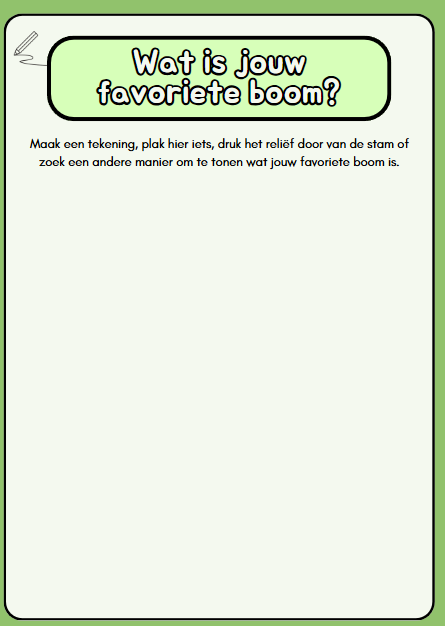 Wat is jouw
favoriete boom?
Maak een tekening, plak hier iets, druk het reliëf door van de stam of
zoek een andere manier om te tonen wat jouw favoriete boom is.